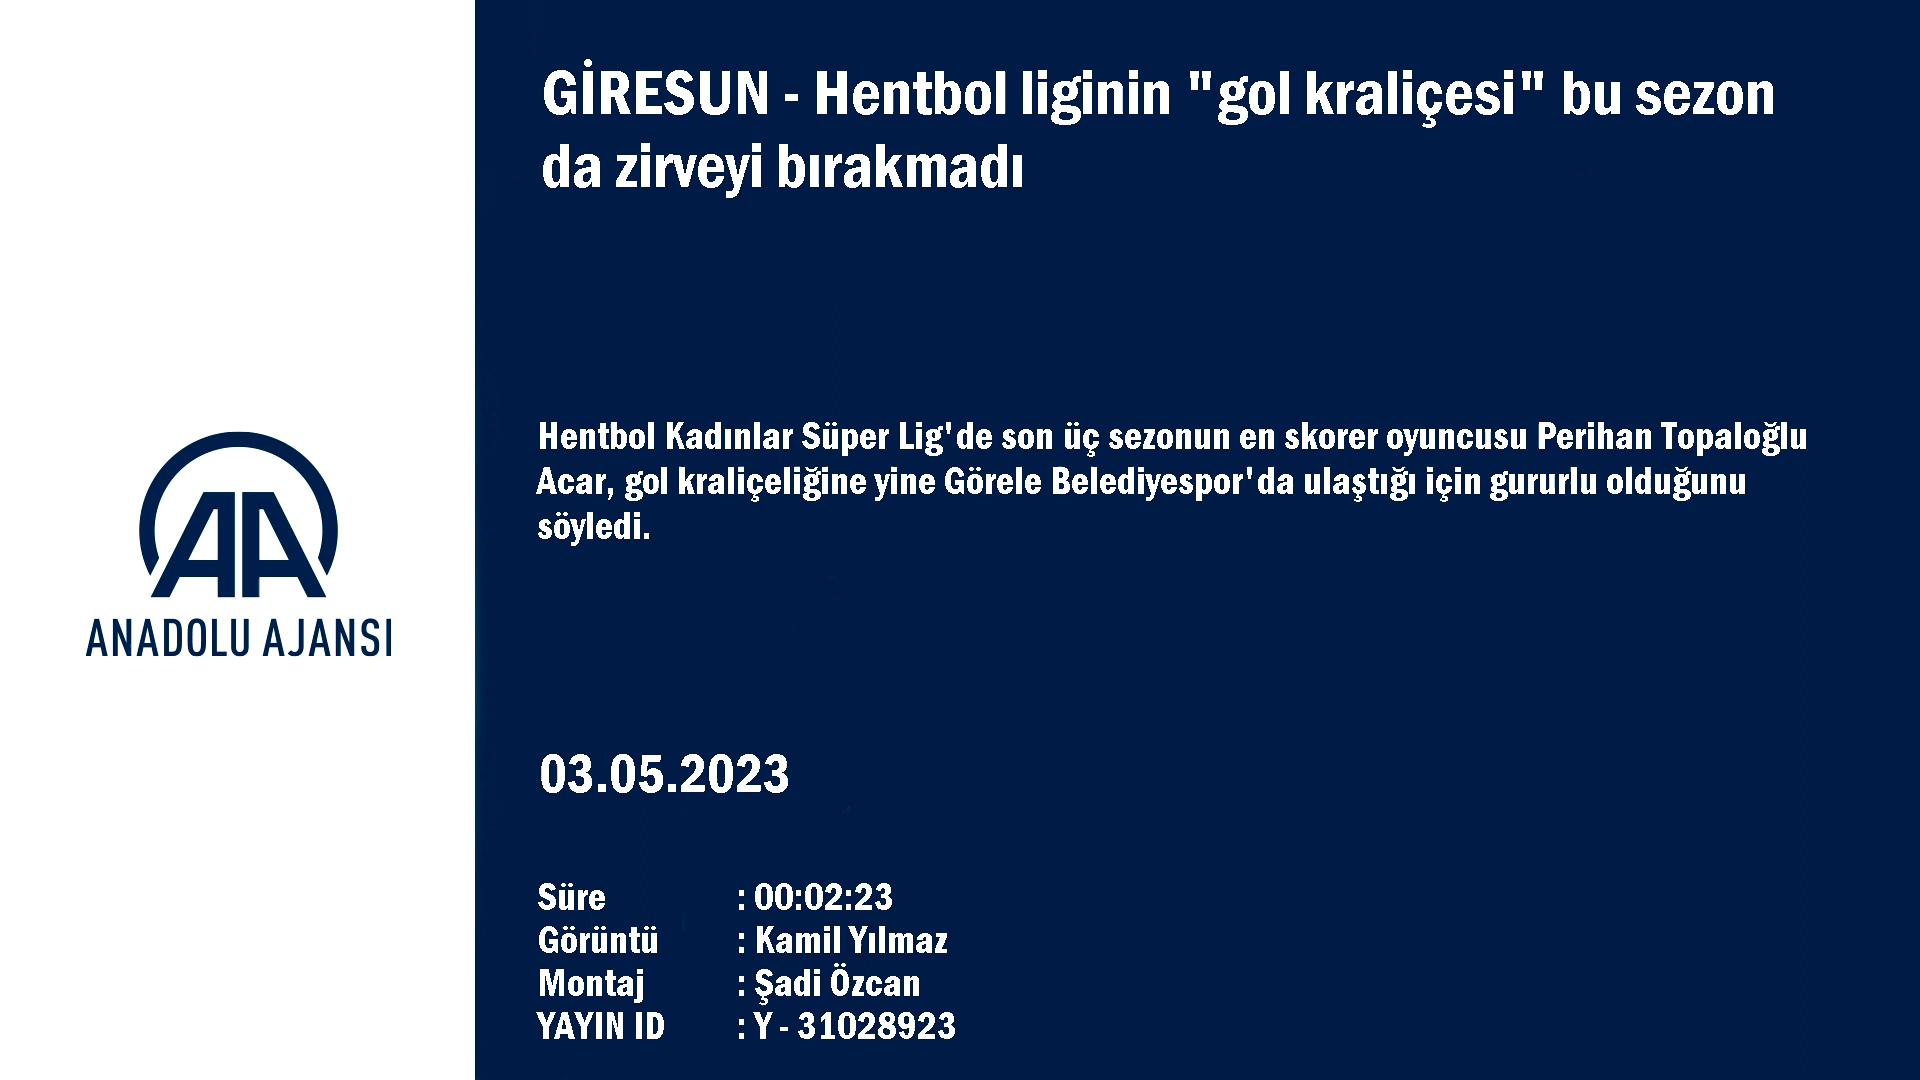 GİRESUN - Hentbol liginin "gol kraliçesi" bu sezon
da zirveyi bırakmadı
Hentbol Kadınlar Süper Lig'de son üç sezonun en skorer oyuncusu Perihan Topaloğlu
Acar, gol kraliçeliğine yine Görele Belediyespor'da ulaştığı için gururlu olduğunu
söyledi.
AA
ANADOLU AJANSI
03.05.2023
Süre : 00:02:23
Görüntü : Kamil Yılmaz
Montaj : Şadi Özcan
YAYIN ID : Y - 31028923